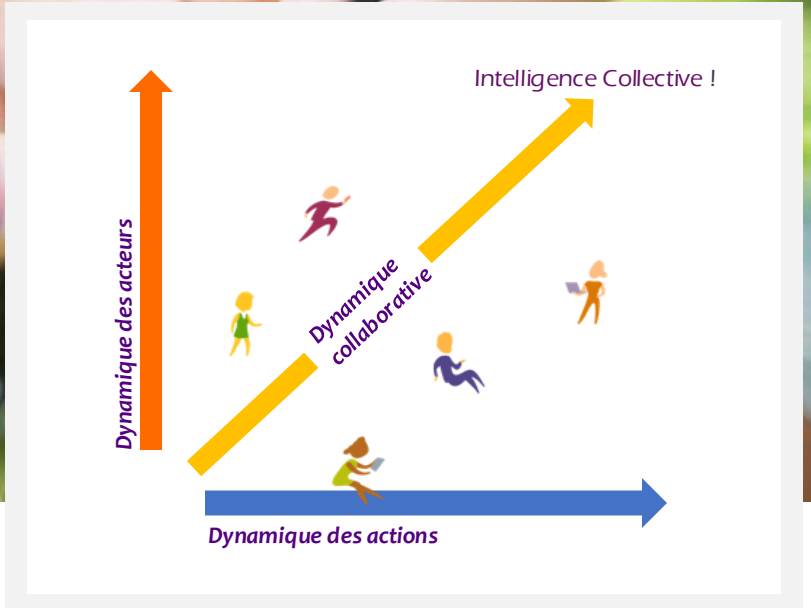 Intelligence Collective !
Dynamique des acteurs
Dynamique
collaborative
Dynamique des actions